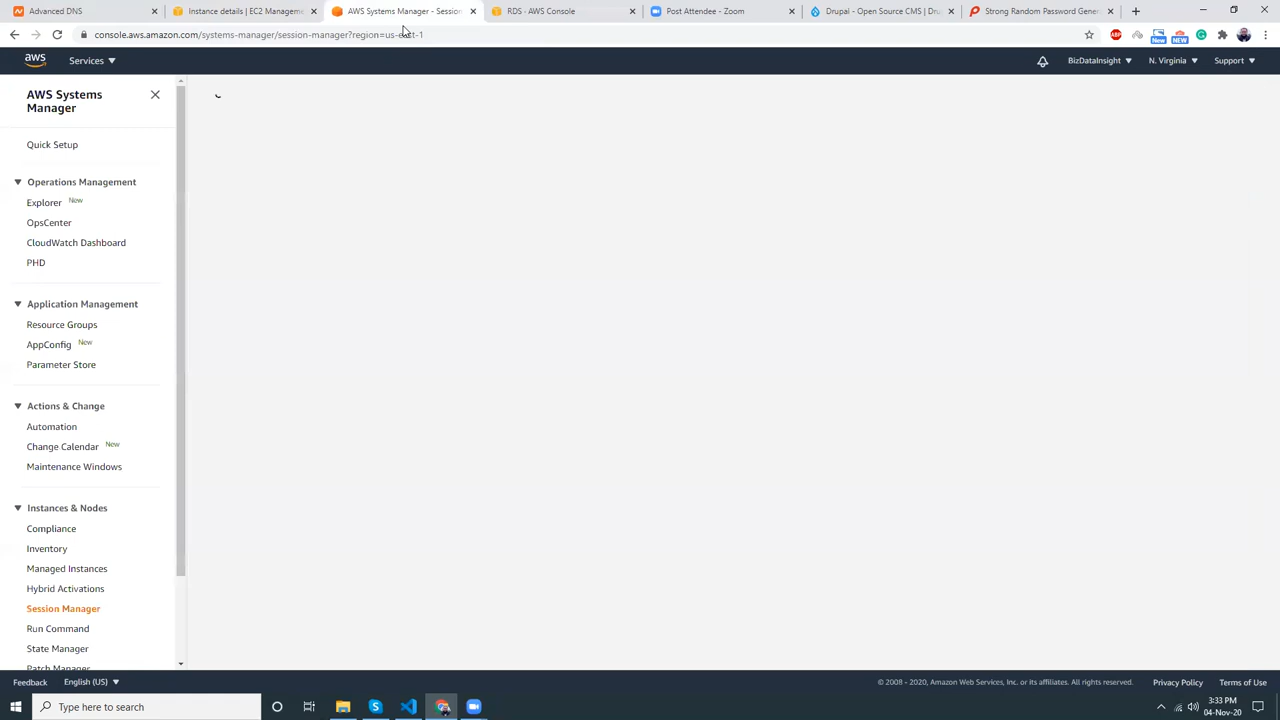 Advanced DNS
Instance details | EC2 Manageme
AWS Systems Manager - Session
RDS - AWS Console
Post Attendee - Zoom
Drupal - Open Source CMS | Dru
Strong Random Password Gener
console.aws.amazon.com/systems-manager/session-manager?region=us-east-1
ABP
New
NEW
aws
Services
BizDataInsight
N. Virginia
Support
AWS Systems
Manager
Quick Setup
Operations Management
Explorer New
OpsCenter
CloudWatch Dashboard
PHD
Application Management
Resource Groups
AppConfig New
Parameter Store
Actions & Change
Automation
Change Calendar New
Maintenance Windows
Instances & Nodes
Compliance
Inventory
Managed Instances
Hybrid Activations
Session Manager
Run Command
State Manager
Patch Manager
Feedback
English (US)
© 2008 - 2020, Amazon Web Services, Inc. or its affiliates. All rights reserved.
Privacy Policy
Terms of Use
Type here to search
3:33 PM
04-Nov-20